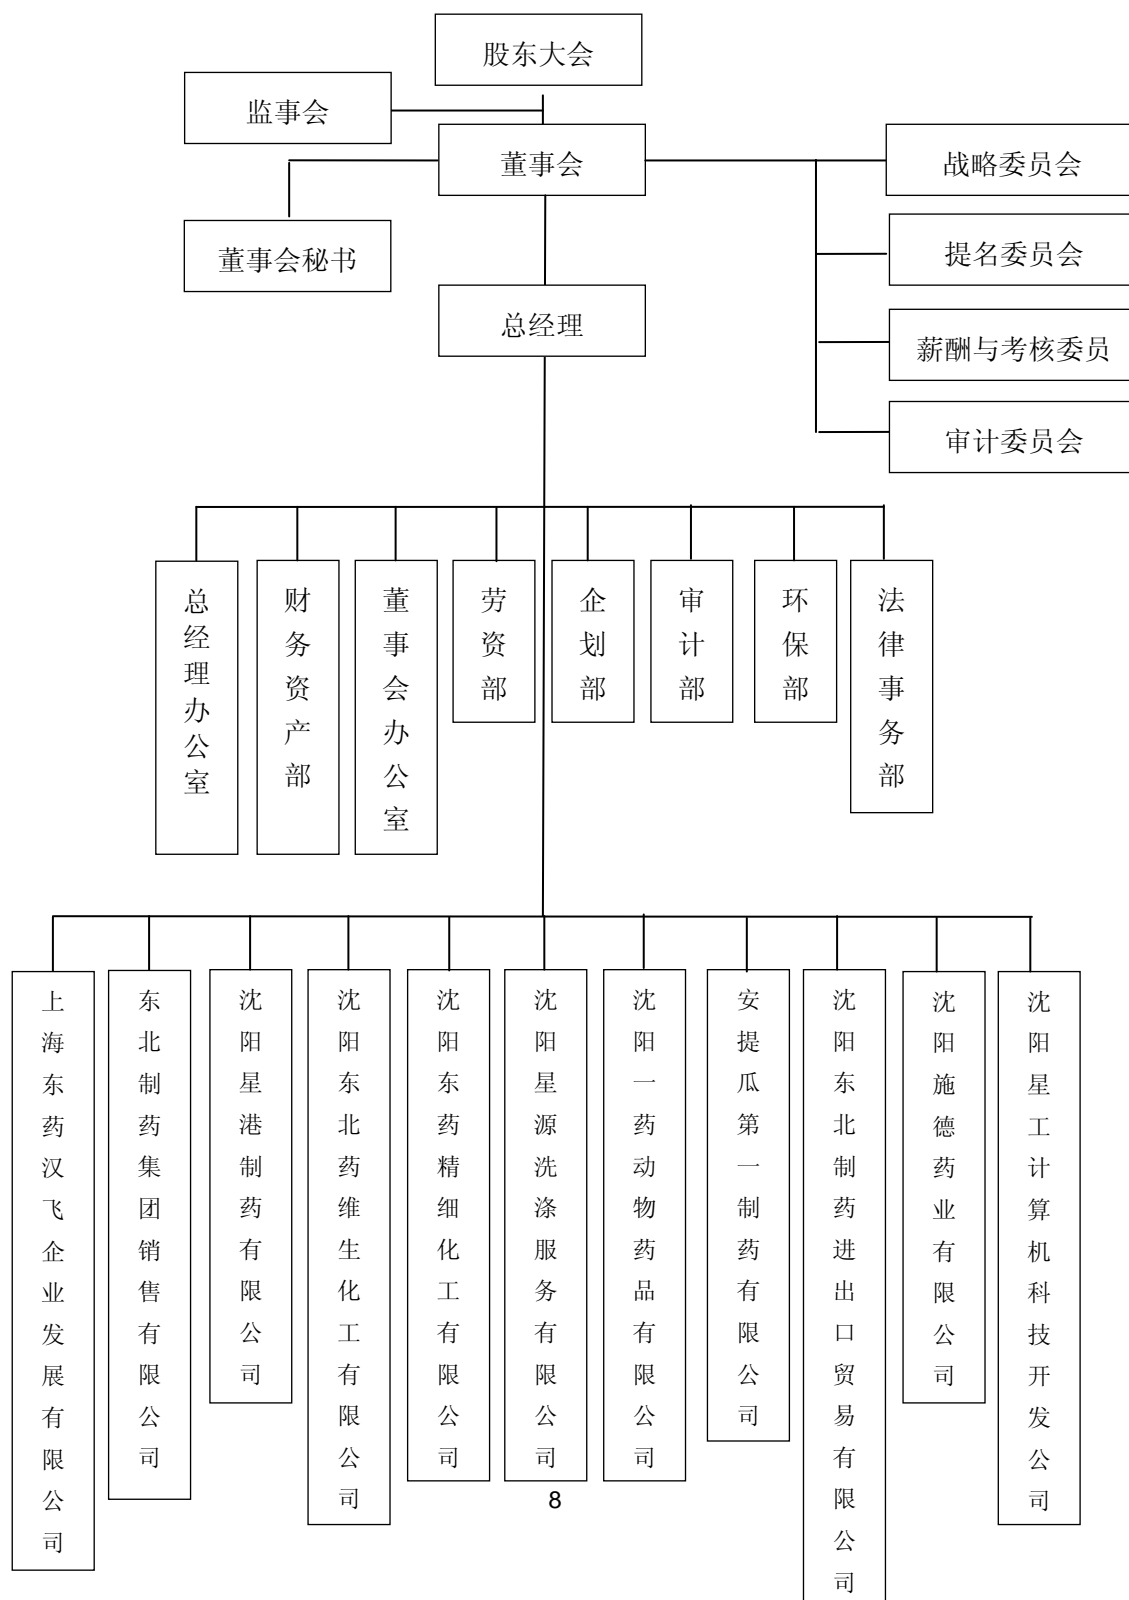 股东大会
监事会
董事会
战略委员会
董事会秘书
提名委员会
总经理
薪酬与考核委员
审计委员会
总经理办公室
财务资产部
董事会办公室
劳资部
企划部
审计部
环保部
法律事务部
上海东药汉飞企业发展有限公司
东北制药集团销售有限公司
沈阳星港制药有限公司
沈阳东北药维生化工有限公司
沈阳东药精细化工有限公司
沈阳星源洗涤服务有限公司
沈阳一药动物药品有限公司
安提瓜第一制药有限公司
沈阳东北制药进出口贸易有限公司
沈阳施德药业有限公司
沈阳星工计算机科技开发公司
8